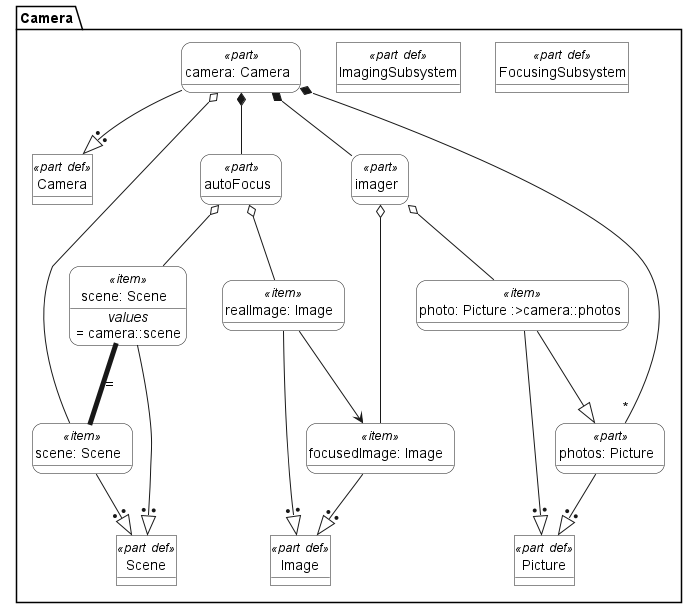 Camera
«part»
camera: Camera
«part def»
ImagingSubsystem
«part def»
FocusingSubsystem
«part def»
Camera
«part»
autoFocus
«part»
imager
«item»
scene: Scene
values
= camera::scene
«item»
realImage: Image
«item»
photo: Picture :>camera::photos
=
*
«item»
scene: Scene
«item»
focusedImage: Image
«part»
photos: Picture
«part def»
Scene
«part def»
Image
«part def»
Picture